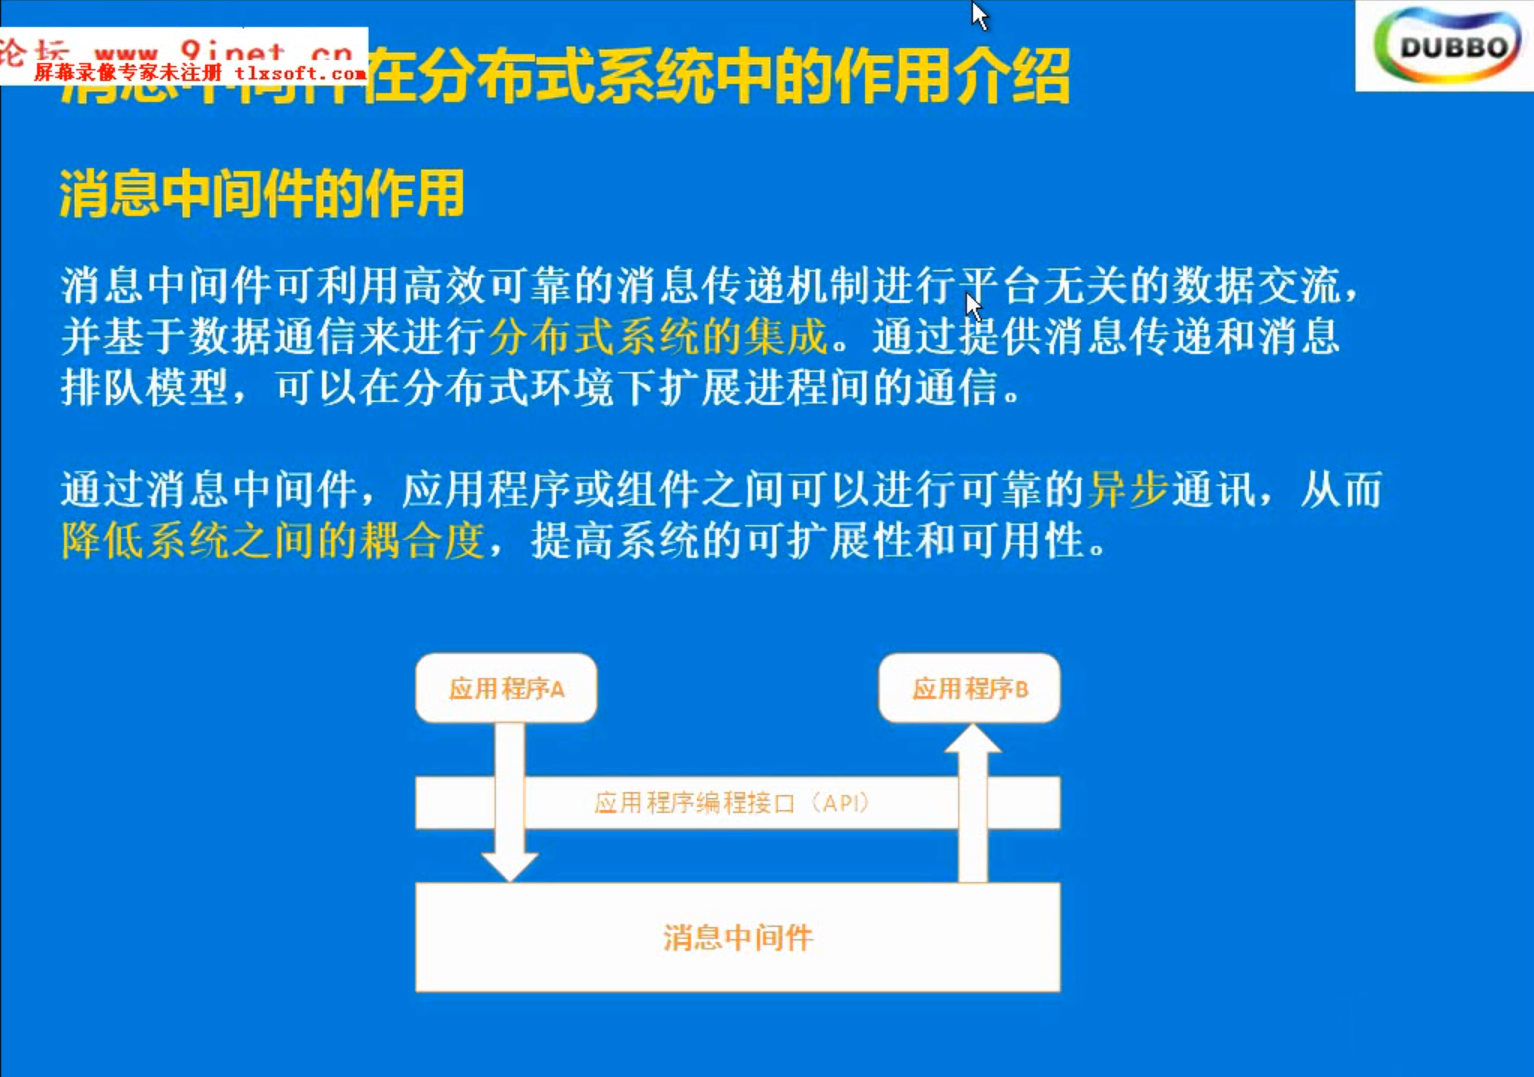 论坛 www.9inet.cn
屏幕录像专家未注册 tlxsoft.com
消息中间件在分布式系统中的作用介绍
DUBBO
消息中间件的作用
消息中间件可利用高效可靠的消息传递机制进行平台无关的数据交流，
并基于数据通信来进行分布式系统的集成。通过提供消息传递和消息
排队模型，可以在分布式环境下扩展进程间的通信。
通过消息中间件，应用程序或组件之间可以进行可靠的异步通讯，从而
降低系统之间的耦合度，提高系统的可扩展性和可用性。
应用程序A
应用程序B
应用程序编程接口（API）
消息中间件